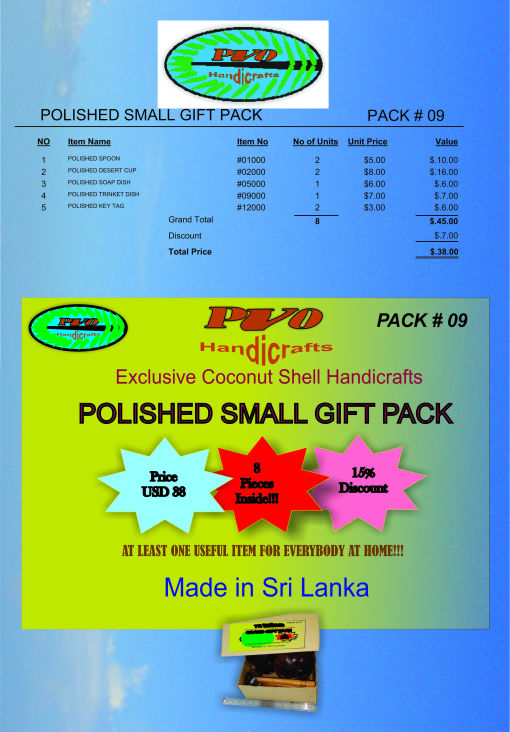 PVO
Handicrafts
POLISHED SMALL GIFT PACK PACK # 09
NO Item Name Item No No of Units Unit Price Value
1 POLISHED SPOON #01000 2 $5.00 $.10.00
2 POLISHED DESERT CUP #02000 2 $8.00 $.16.00
3 POLISHED SOAP DISH #05000 1 $6.00 $.6.00
4 POLISHED TRINKET DISH #09000 1 $7.00 $.7.00
5 POLISHED KEY TAG #12000 2 $3.00 $.6.00
Grand Total 8 $.45.00
Discount $.7.00
Total Price $.38.00
PVO
Handicrafts
PVO
Handicrafts
PACK # 09
Exclusive Coconut Shell Handicrafts
POLISHED SMALL GIFT PACK
Price
USD 38
8
Pieces
Inside!!!
15%
Discount
AT LEAST ONE USEFUL ITEM FOR EVERYBODY AT HOME!!!
Made in Sri Lanka